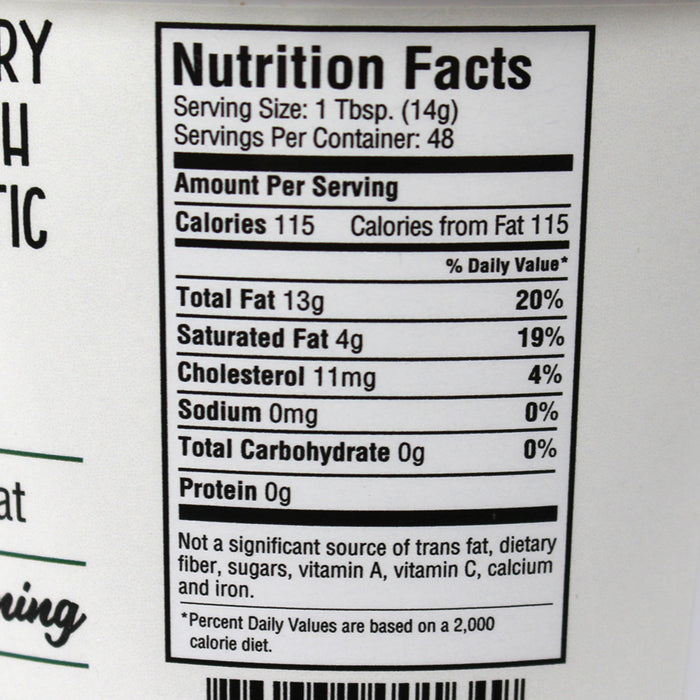 RY
H
TIC
at
ning
Nutrition Facts
Serving Size: 1 Tbsp. (14g)
Servings Per Container: 48
Amount Per Serving
Calories 115 Calories from Fat 115
% Daily Value*
Total Fat 13g 20%
Saturated Fat 4g 19%
Cholesterol 11mg 4%
Sodium 0mg 0%
Total Carbohydrate 0g 0%
Protein 0g
Not a significant source of trans fat, dietary
fiber, sugars, vitamin A, vitamin C, calcium
and iron.
*Percent Daily Values are based on a 2,000
calorie diet.